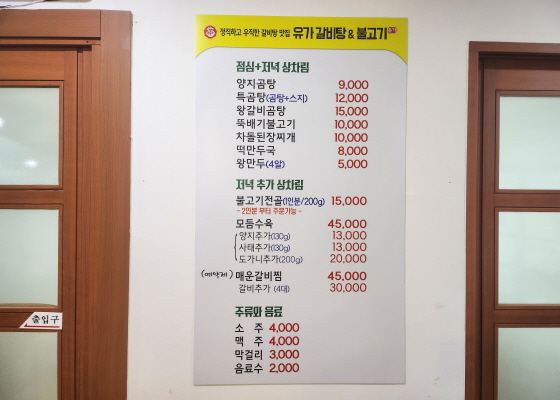 정직하고 우직한 갈비탕 맛집 유가 갈비탕 & 불고기
점심+저녁 상차림
양지곰탕 9,000
특곰탕(곰탕+스지) 12,000
왕갈비곰탕 15,000
뚝배기불고기 10,000
차돌된장찌개 10,000
떡만두국 8,000
왕만두(4알) 5,000
저녁 추가 상차림
불고기전골(1인분/200g) 15,000
- 2인분 부터 주문가능 -
모듬수육 45,000
양지추가(130g) 13,000
사태추가(130g) 13,000
도가니추가(200g) 20,000
(예약제) 매운갈비찜 45,000
갈비추가 (4대) 30,000
주류와 음료
소 주 4,000
맥 주 4,000
막걸리 3,000
음료수 2,000
출입구